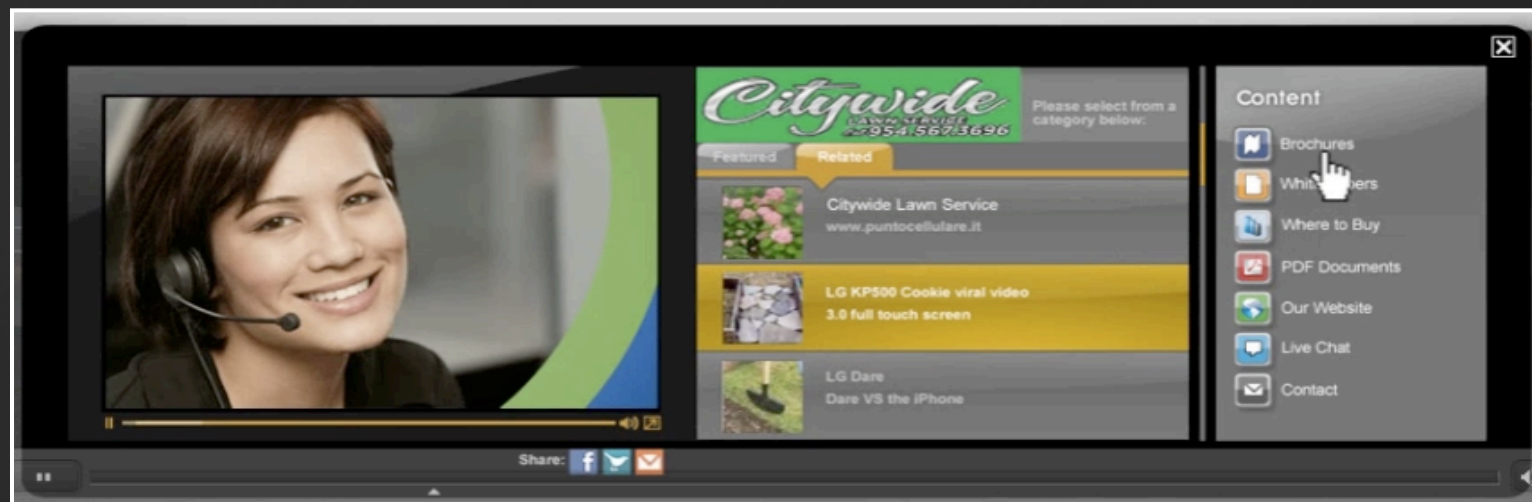 Citywide
LAWN SERVICE
954.567.3696
Please select from a
category below:
Featured
Related
Citywide Lawn Service
www.puntocellulare.it
LG KP500 Cookie viral video
3.0 full touch screen
LG Dare
Dare VS the iPhone
Content
Brochures
Where to Buy
PDF Documents
Our Website
Live Chat
Contact
Share: